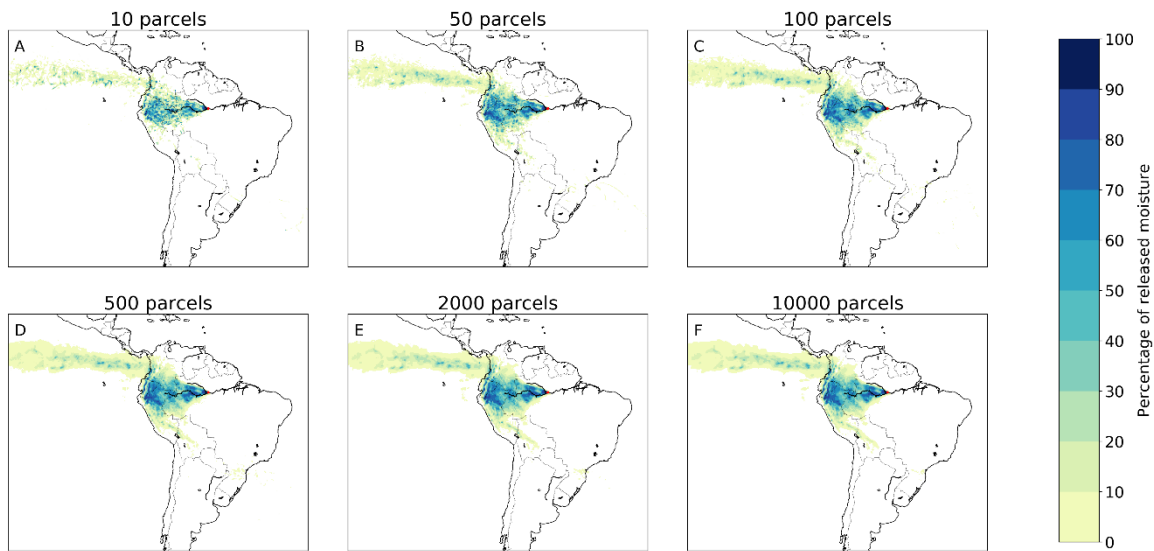 10 parcels
50 parcels
100 parcels
A
B
C
500 parcels
2000 parcels
10000 parcels
D
E
F
100
90
80
70
60
50
40
30
20
10
0
Percentage of released moisture